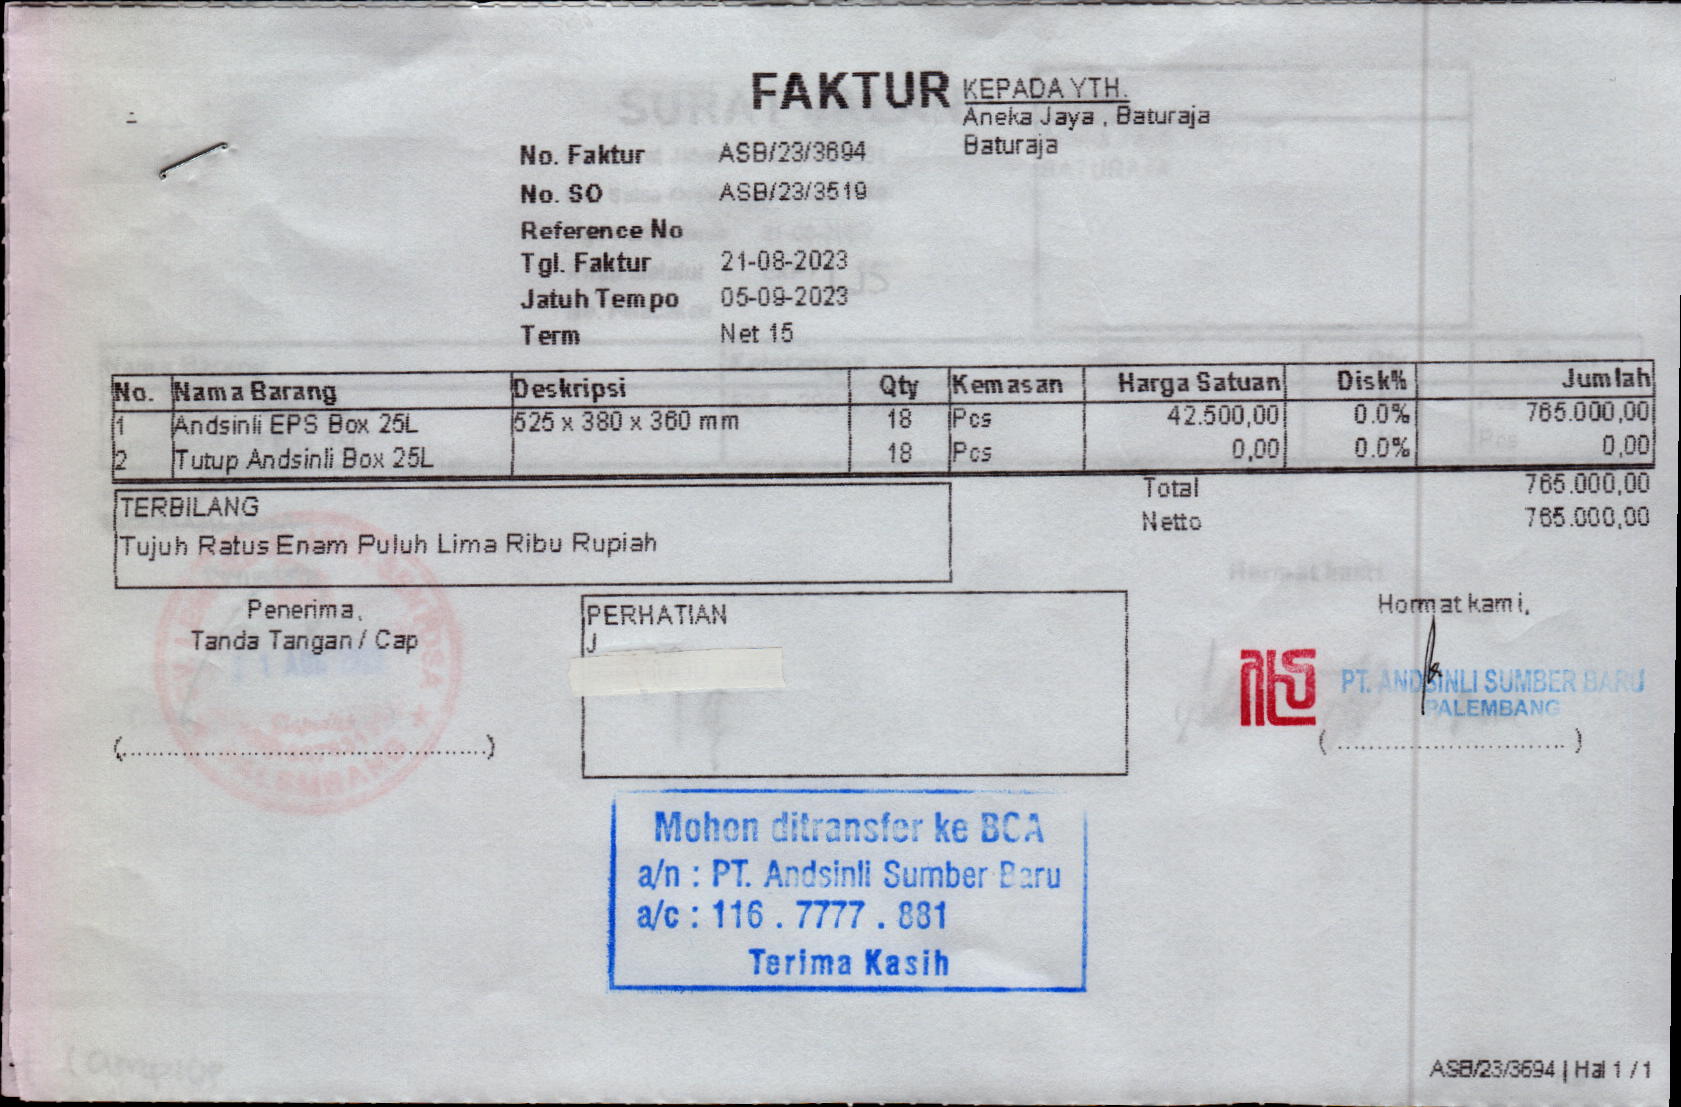 FAKTUR
KEPADA YTH.
Aneka Jaya , Baturaja
Baturaja
No. Faktur ASB/23/3694
No. SO ASB/23/3519
Reference No
Tgl. Faktur 21-08-2023
Jatuh Tempo 05-09-2023
Term Net 15
No. Nama Barang Deskripsi Qty Kemasan Harga Satuan Disk% Jumlah
1 Andsinli EPS Box 25L 525 x 380 x 360 mm 18 Pcs 42.500,00 0.0% 765.000,00
2 Tutup Andsinli Box 25L 18 Pcs 0,00 0.0% 0,00
Total 765.000,00
Netto 765.000,00
TERBILANG
Tujuh Ratus Enam Puluh Lima Ribu Rupiah
Penerima,
Tanda Tangan / Cap
(...............................................)
PERHATIAN
J
Hormat kami,
PT. ANDSINLI SUMBER BARU
PALEMBANG
( ............................. )
Mohon ditransfer ke BCA
a/n : PT. Andsinli Sumber Baru
a/c : 116 . 7777 . 881
Terima Kasih
ASB/23/3694 | Hal 1 / 1